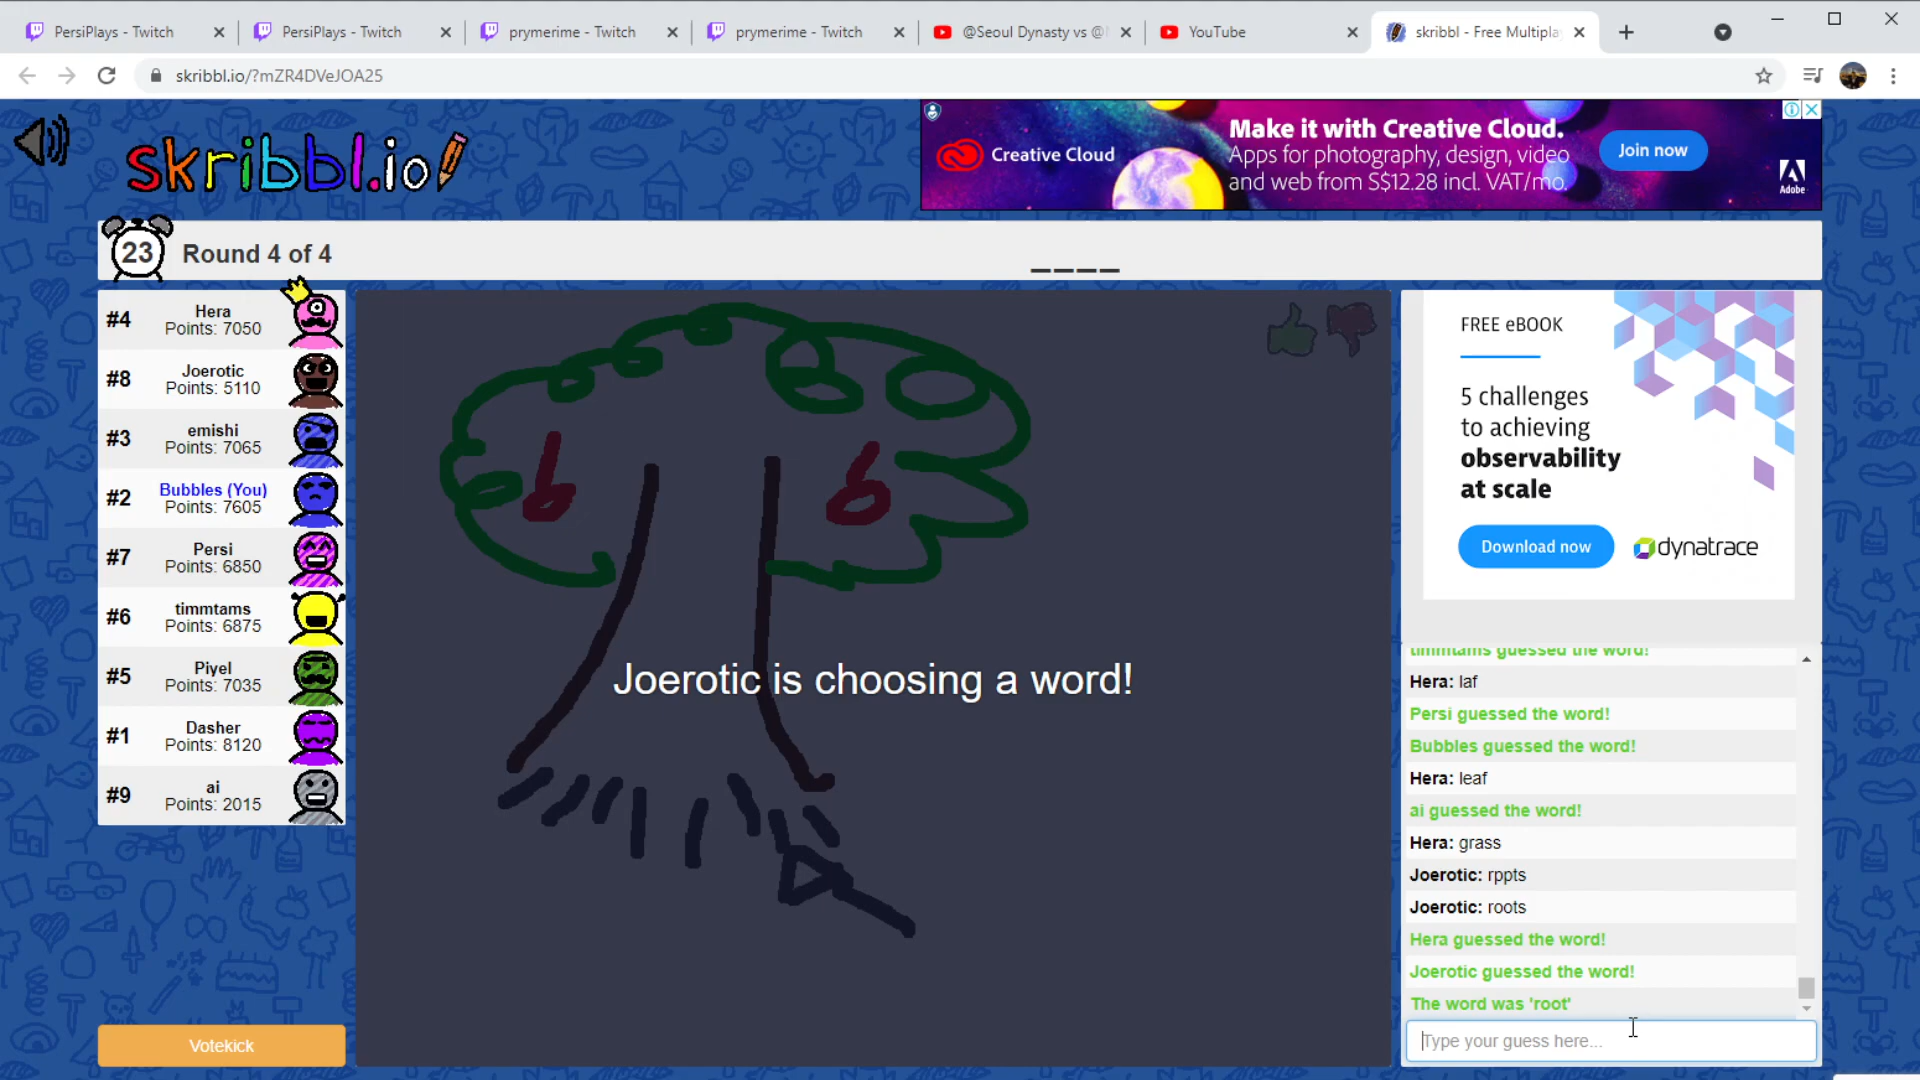 PersiPlays - Twitch
PersiPlays - Twitch
prymerime - Twitch
prymerime - Twitch
@Seoul Dynasty vs @
YouTube
skribbl - Free Multipla
skribbl.io/?mZR4DVeJOA25
skribbl.io
Creative Cloud
Make it with Creative Cloud.
Apps for photography, design, video
and web from S$12.28 incl. VAT/mo.
Join now
Adobe
23
Round 4 of 4
#4
Hera
Points: 7050
#8
Joerotic
Points: 5110
#3
emishi
Points: 7065
#2
Bubbles (You)
Points: 7605
#7
Persi
Points: 6850
#6
timmtams
Points: 6875
#5
Piyel
Points: 7035
#1
Dasher
Points: 8120
#9
ai
Points: 2015
Votekick
Joerotic is choosing a word!
FREE eBOOK
5 challenges
to achieving
observability
at scale
Download now
dynatrace
timmtams guessed the word!
Hera: laf
Persi guessed the word!
Bubbles guessed the word!
Hera: leaf
ai guessed the word!
Hera: grass
Joerotic: rppts
Joerotic: roots
Hera guessed the word!
Joerotic guessed the word!
The word was 'root'
Type your guess here...